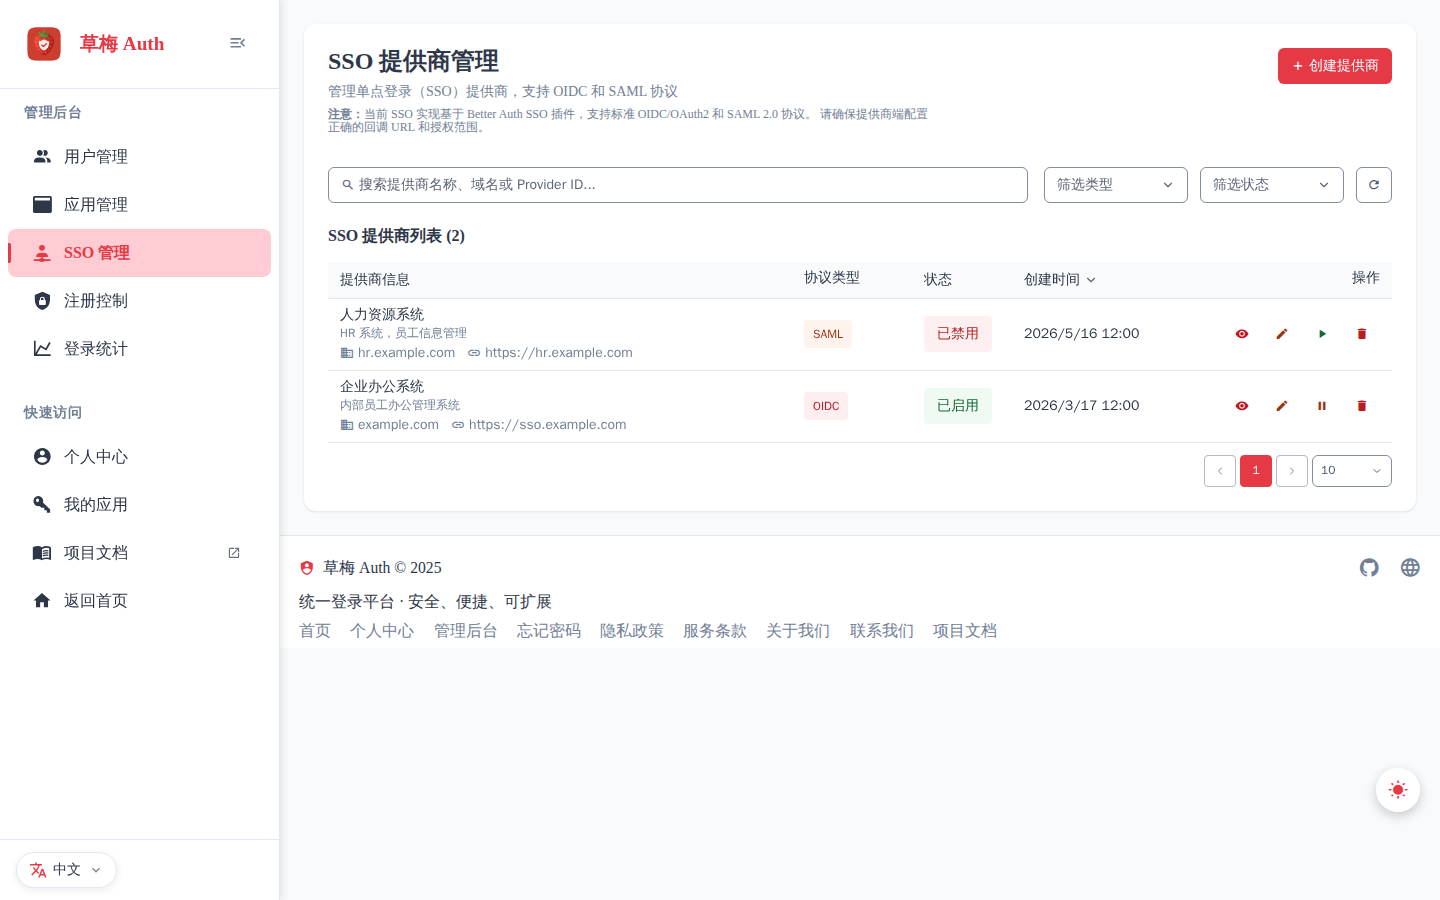 草梅 Auth
管理后台
用户管理
应用管理
SSO 管理
注册控制
登录统计
快速访问
个人中心
我的应用
项目文档
返回首页
中文
SSO 提供商管理
管理单点登录（SSO）提供商，支持 OIDC 和 SAML 协议
注意：当前 SSO 实现基于 Better Auth SSO 插件，支持标准 OIDC/OAuth2 和 SAML 2.0 协议。 请确保提供商端配置
正确的回调 URL 和授权范围。
创建提供商
搜索提供商名称、域名或 Provider ID...
筛选类型
筛选状态
SSO 提供商列表 (2)
提供商信息 协议类型 状态 创建时间 操作
人力资源系统
HR 系统，员工信息管理
hr.example.com https://hr.example.com
SAML
已禁用
2026/5/16 12:00
企业办公系统
内部员工办公管理系统
example.com https://sso.example.com
OIDC
已启用
2026/3/17 12:00
1
10
草梅 Auth © 2025
统一登录平台 · 安全、便捷、可扩展
首页 个人中心 管理后台 忘记密码 隐私政策 服务条款 关于我们 联系我们 项目文档